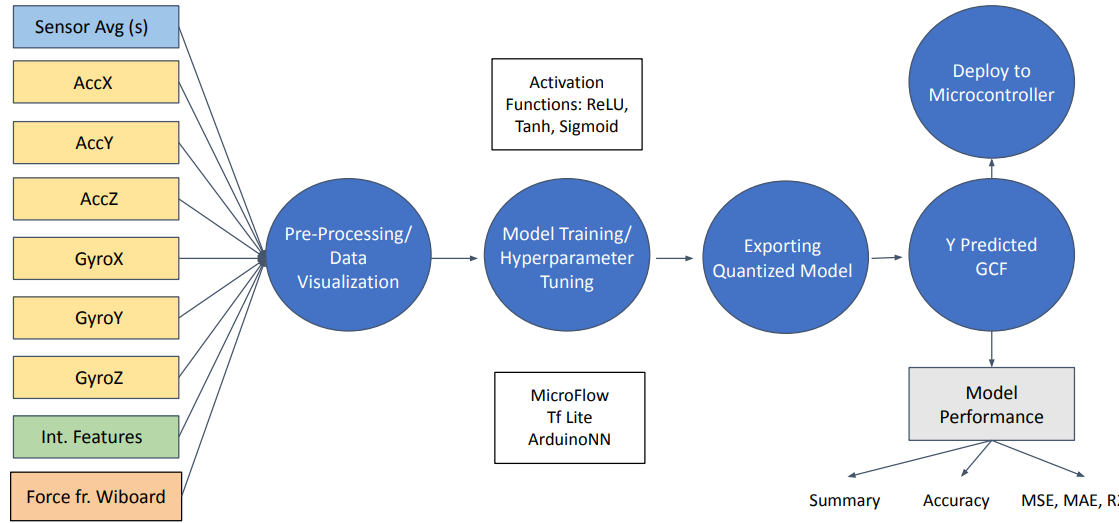 Sensor Avg (s)
AccX
AccY
AccZ
GyroX
GyroY
GyroZ
Int. Features
Force fr. Wiboard
Pre-Processing/
Data
Visualization
Activation
Functions: ReLU,
Tanh, Sigmoid
Model Training/
Hyperparameter
Tuning
MicroFlow
Tf Lite
ArduinoNN
Exporting
Quantized Model
Deploy to
Microcontroller
Y Predicted
GCF
Model
Performance
Summary
Accuracy
MSE, MAE, R2